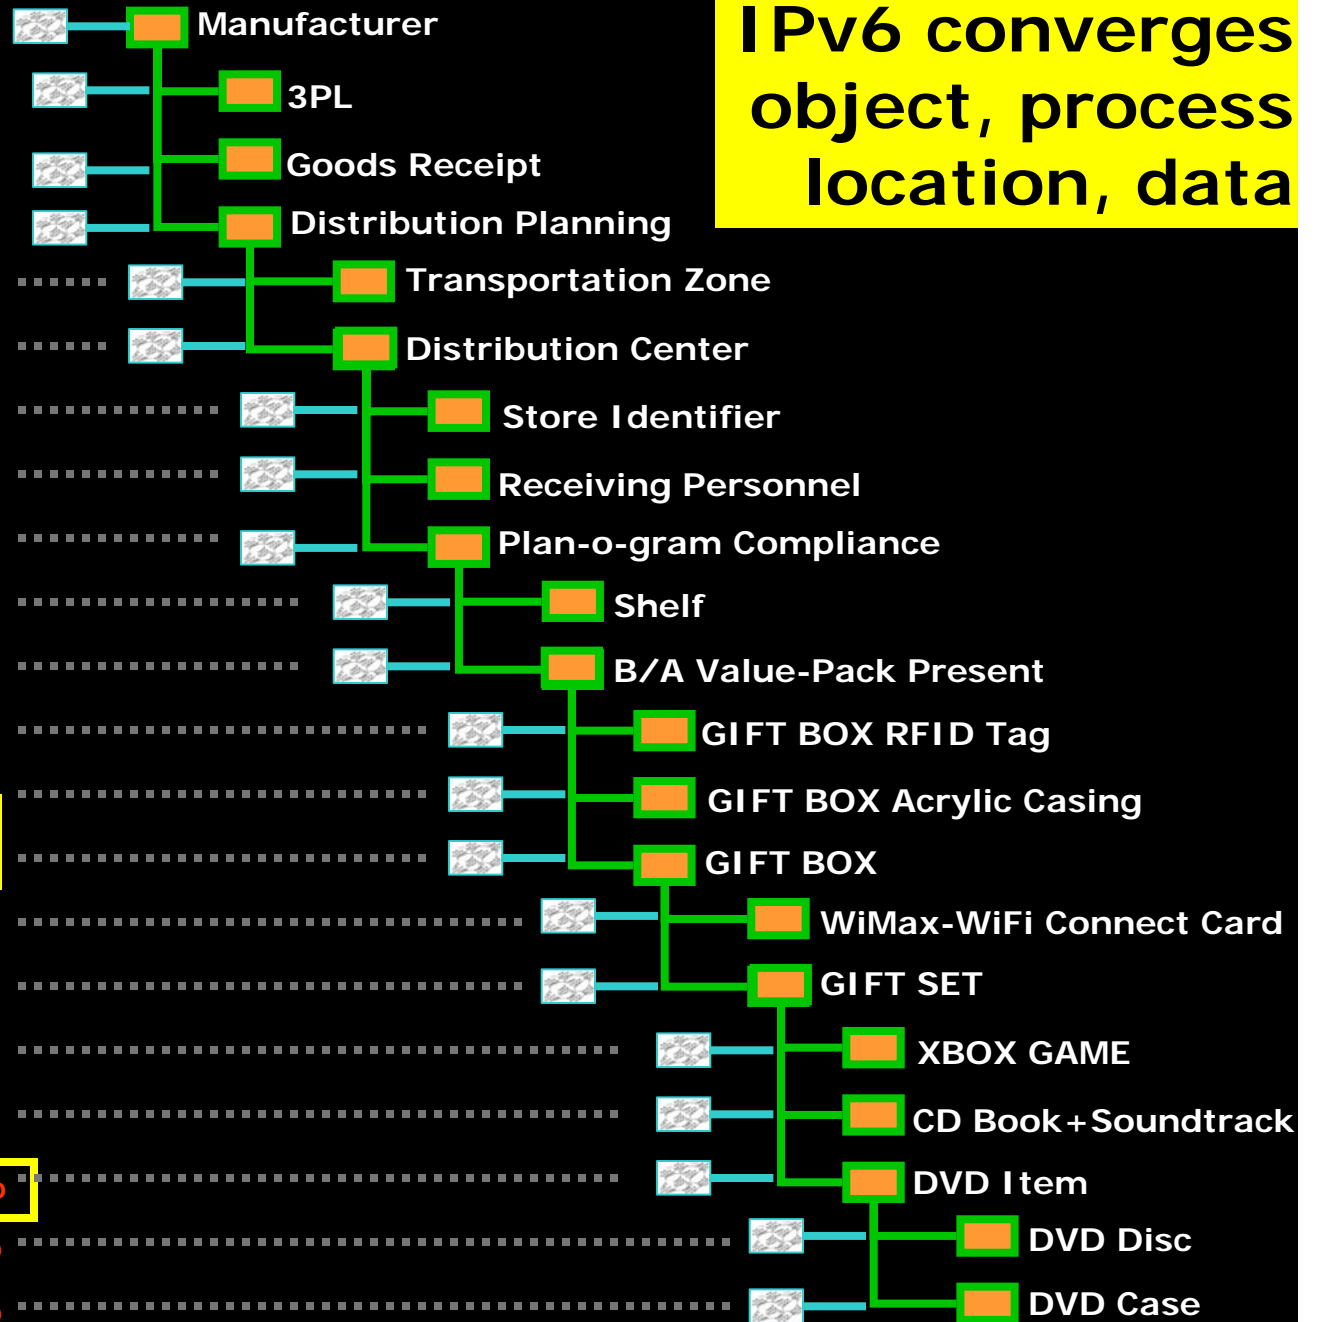 Manufacturer
IPv6 converges
object, process
location, data
3PL
Goods Receipt
Distribution Planning
Transportation Zone
Distribution Center
Store Identifier
Receiving Personnel
Plan-o-gram Compliance
Shelf
B/A Value-Pack Present
GIFT BOX RFID Tag
GIFT BOX Acrylic Casing
GIFT BOX
WiMax-WiFi Connect Card
GIFT SET
XBOX GAME
CD Book+Soundtrack
DVD Item
DVD Disc
DVD Case